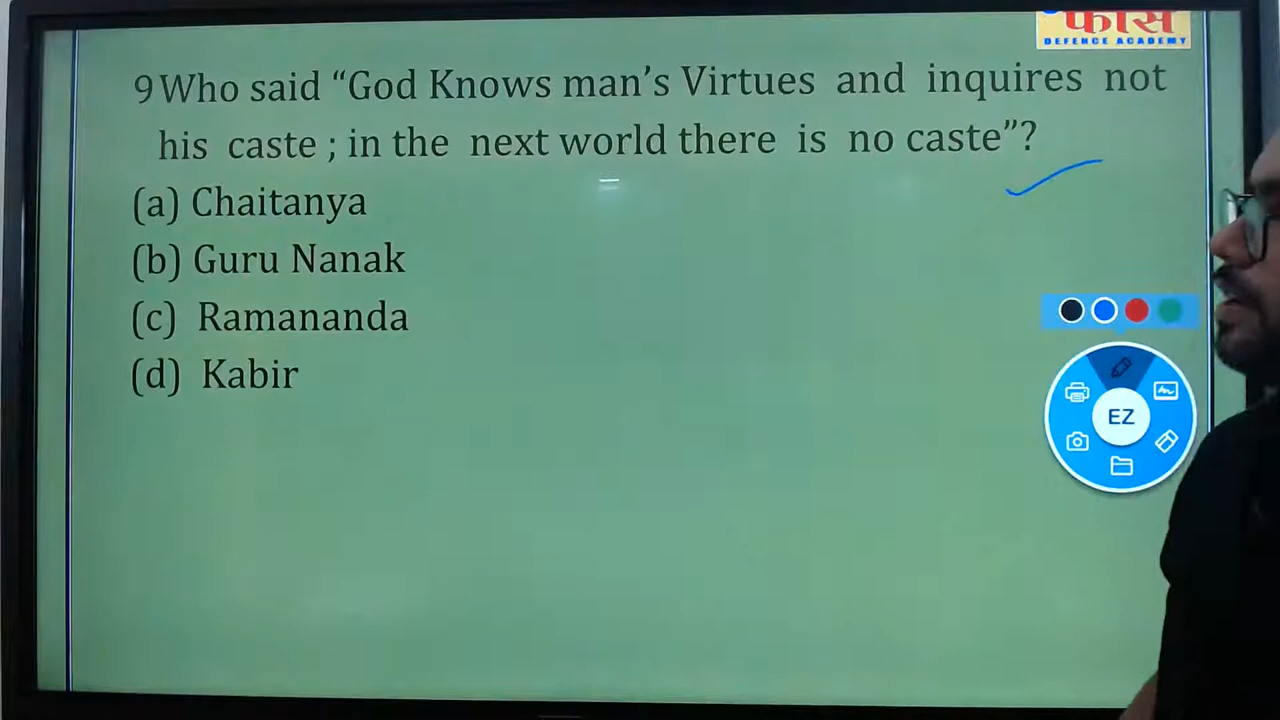 फोर्स
DEFENCE ACADEMY
9 Who said “God Knows man’s Virtues and inquires not
his caste ; in the next world there is no caste”?
(a) Chaitanya
(b) Guru Nanak
(c) Ramananda
(d) Kabir
EZ